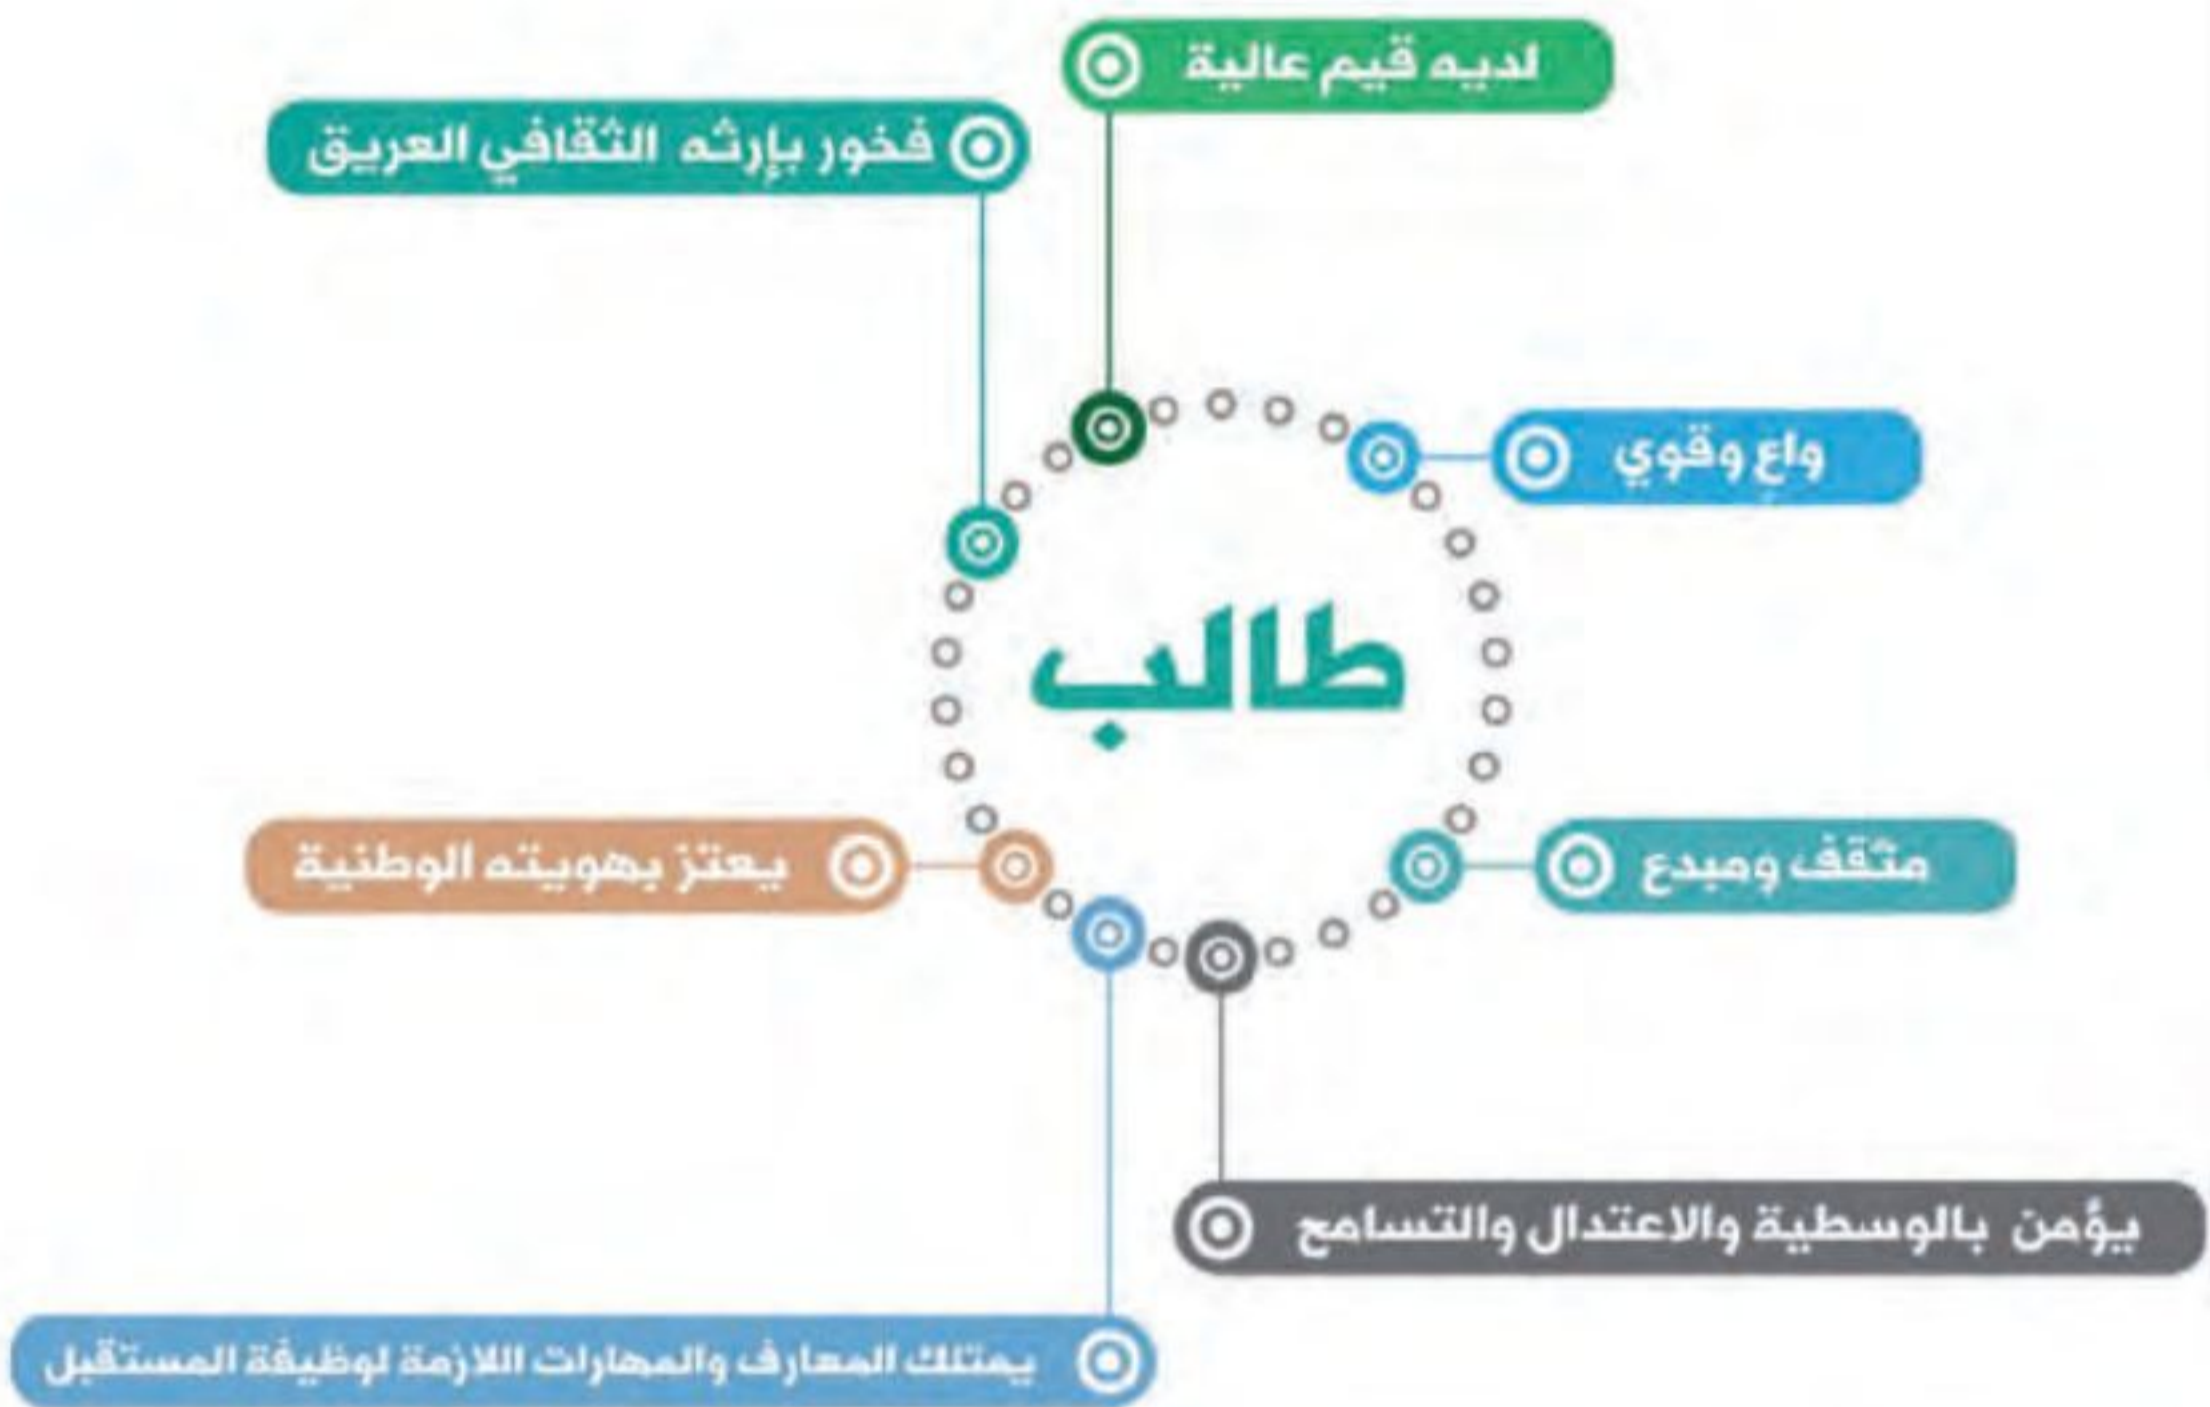 لديه قيم عالية
فخور بإرثه الثقافي العريق
واعٍ وقوي
طالب
مثقف ومبدع
يعتز بهويته الوطنية
يؤمن بالوسطية والاعتدال والتسامح
يمتلك المعارف والمهارات اللازمة لوظيفة المستقبل